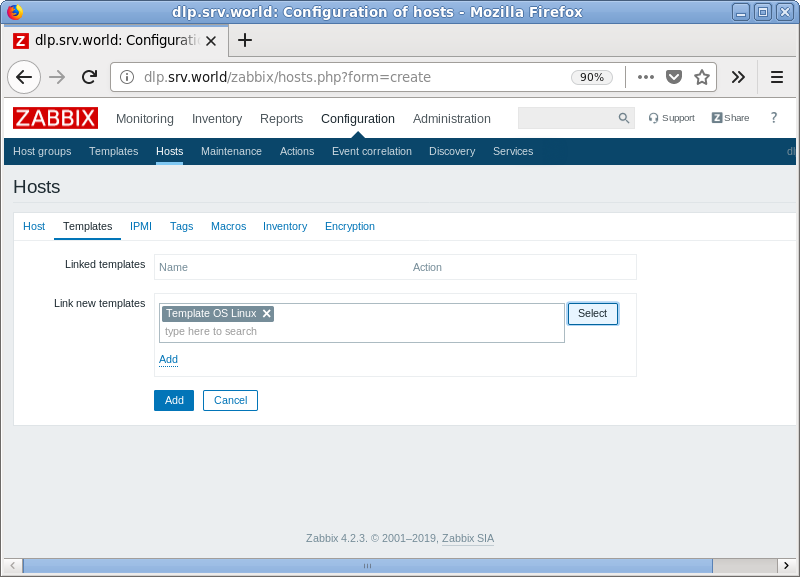 dlp.srv.world: Configuration of hosts - Mozilla Firefox
Z dlp.srv.world: Configurati
dlp.srv.world/zabbix/hosts.php?form=create 90%
ZABBIX Monitoring Inventory Reports Configuration Administration Support Z Share ?
Host groups Templates Hosts Maintenance Actions Event correlation Discovery Services dl
Hosts
Host Templates IPMI Tags Macros Inventory Encryption
Linked templates Name Action
Link new templates Template OS Linux Select
type here to search
Add
Add Cancel
Zabbix 4.2.3. © 2001–2019, Zabbix SIA